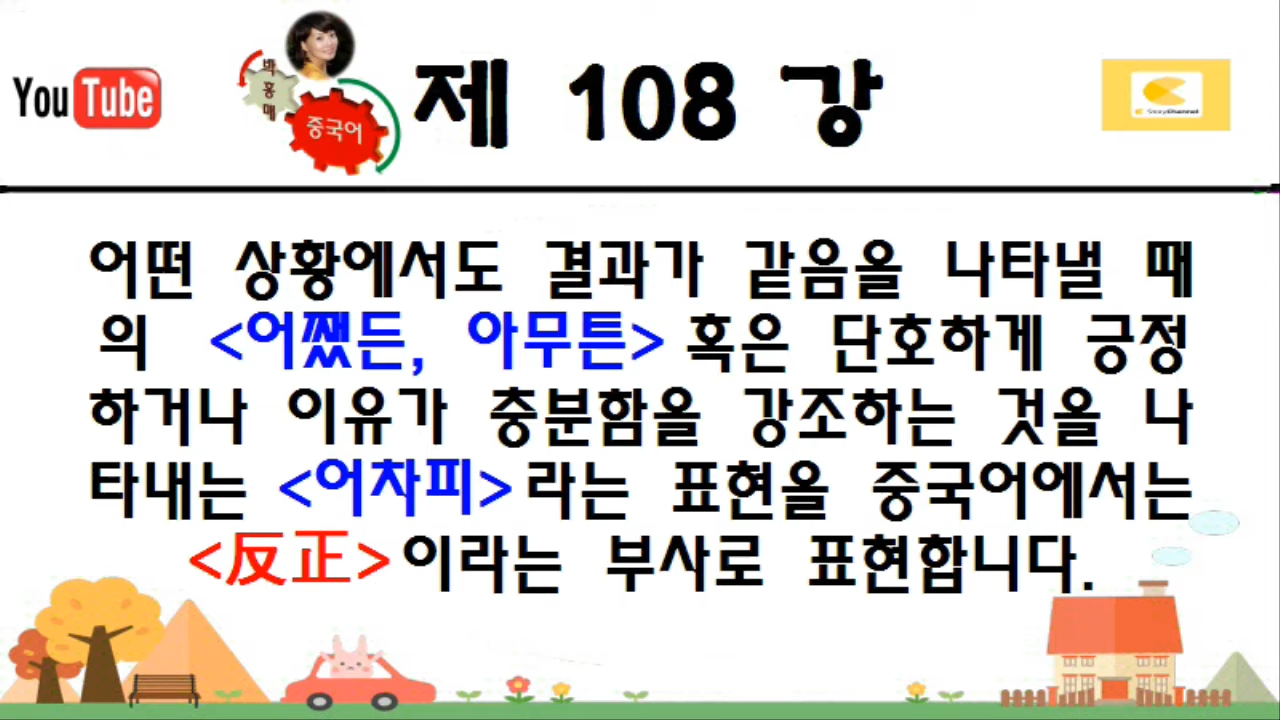 You Tube
박홍매
중국어
제 108 강
어떤 상황에서도 결과가 같음을 나타낼 때
의 <어쨌든, 아무튼> 혹은 단호하게 긍정
하거나 이유가 충분함을 강조하는 것을 나
타내는 <어차피>라는 표현을 중국어에서는
<反正>이라는 부사로 표현합니다.